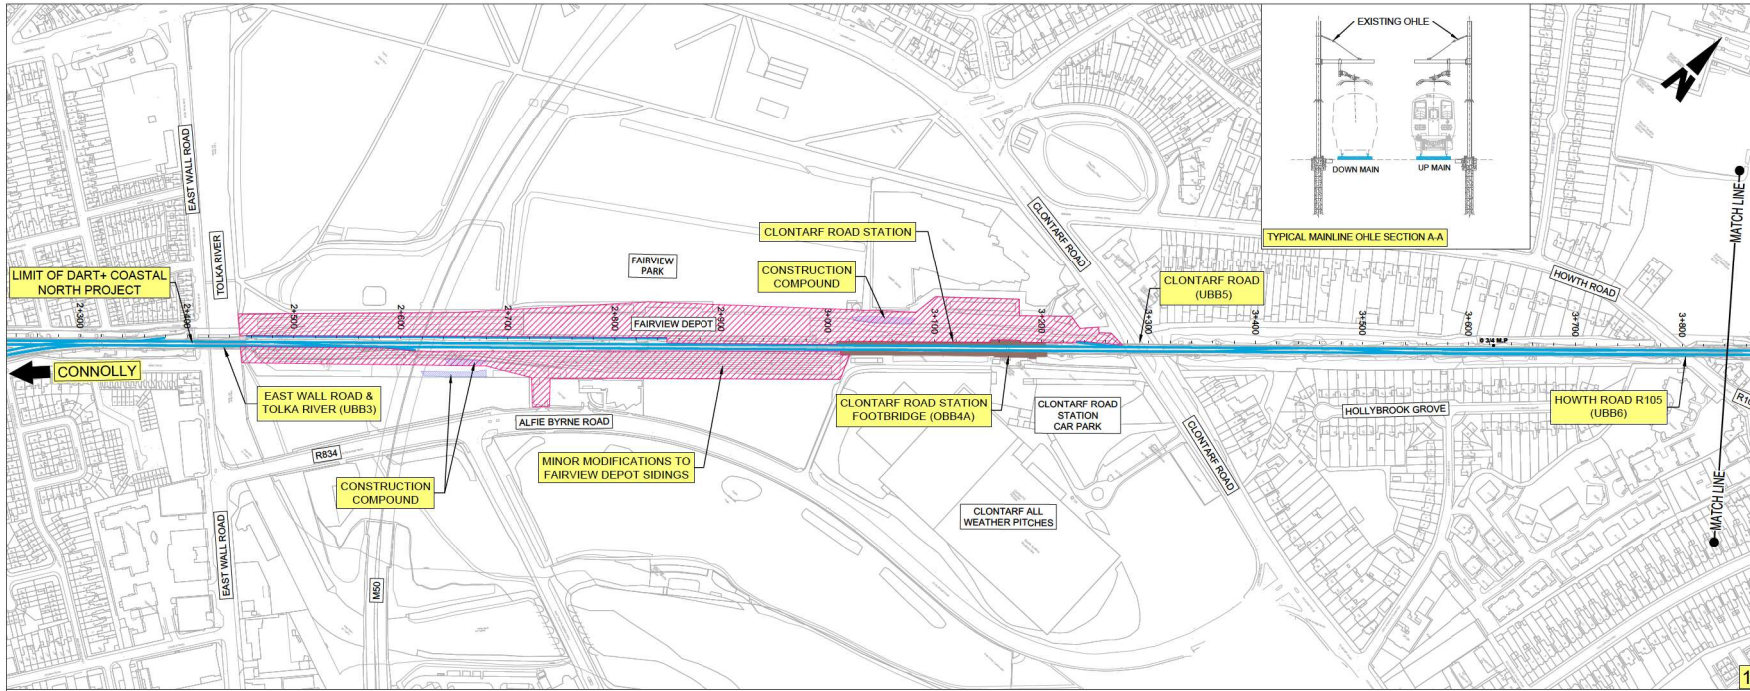 EXISTING OHLE
DOWN MAIN
UP MAIN
TYPICAL MAINLINE OHLE SECTION A-A
N
MATCH LINE
MATCH LINE
EAST WALL ROAD
TOLKA RIVER
LIMIT OF DART+ COASTAL
NORTH PROJECT
FAIRVIEW
PARK
CLONTARF ROAD STATION
CONSTRUCTION
COMPOUND
CLONTARF ROAD
CLONTARF ROAD
(UBB5)
HOWTH ROAD
FAIRVIEW DEPOT
2+300
2+400
2+500
2+600
2+700
2+800
2+900
3+000
3+100
3+200
3+300
3+400
3+500
3+600
3+700
3+800
0 3/4 M.P
CONNOLLY
EAST WALL ROAD &
TOLKA RIVER (UBB3)
ALFIE BYRNE ROAD
R834
CONSTRUCTION
COMPOUND
MINOR MODIFICATIONS TO
FAIRVIEW DEPOT SIDINGS
CLONTARF ROAD STATION
FOOTBRIDGE (OBB4A)
CLONTARF ROAD
STATION
CAR PARK
CLONTARF ROAD
HOLLYBROOK GROVE
HOWTH ROAD R105
(UBB6)
CLONTARF ALL
WEATHER PITCHES
EAST WALL ROAD
M50
1